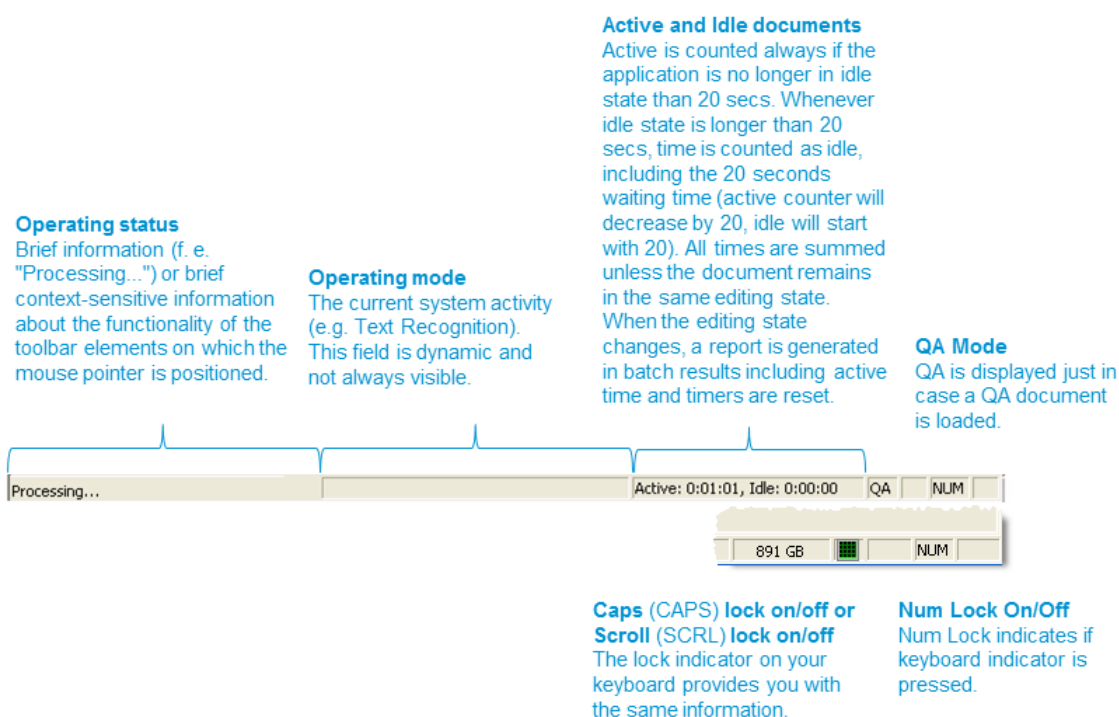 Active and Idle documents
Active is counted always if the
application is no longer in idle
state than 20 secs. Whenever
idle state is longer than 20
secs, time is counted as idle,
including the 20 seconds
waiting time (active counter will
decrease by 20, idle will start
with 20). All times are summed
unless the document remains
in the same editing state.
When the editing state
changes, a report is generated
in batch results including active
time and timers are reset.
Operating status
Brief information (f. e.
"Processing...") or brief
context-sensitive information
about the functionality of the
toolbar elements on which the
mouse pointer is positioned.
Operating mode
The current system activity
(e.g. Text Recognition).
This field is dynamic and
not always visible.
QA Mode
QA is displayed just in
case a QA document
is loaded.
Processing... Active: 0:01:01, Idle: 0:00:00 QA NUM
891 GB NUM
Caps (CAPS) lock on/off or
Scroll (SCRL) lock on/off
The lock indicator on your
keyboard provides you with
the same information.
Num Lock On/Off
Num Lock indicates if
keyboard indicator is
pressed.